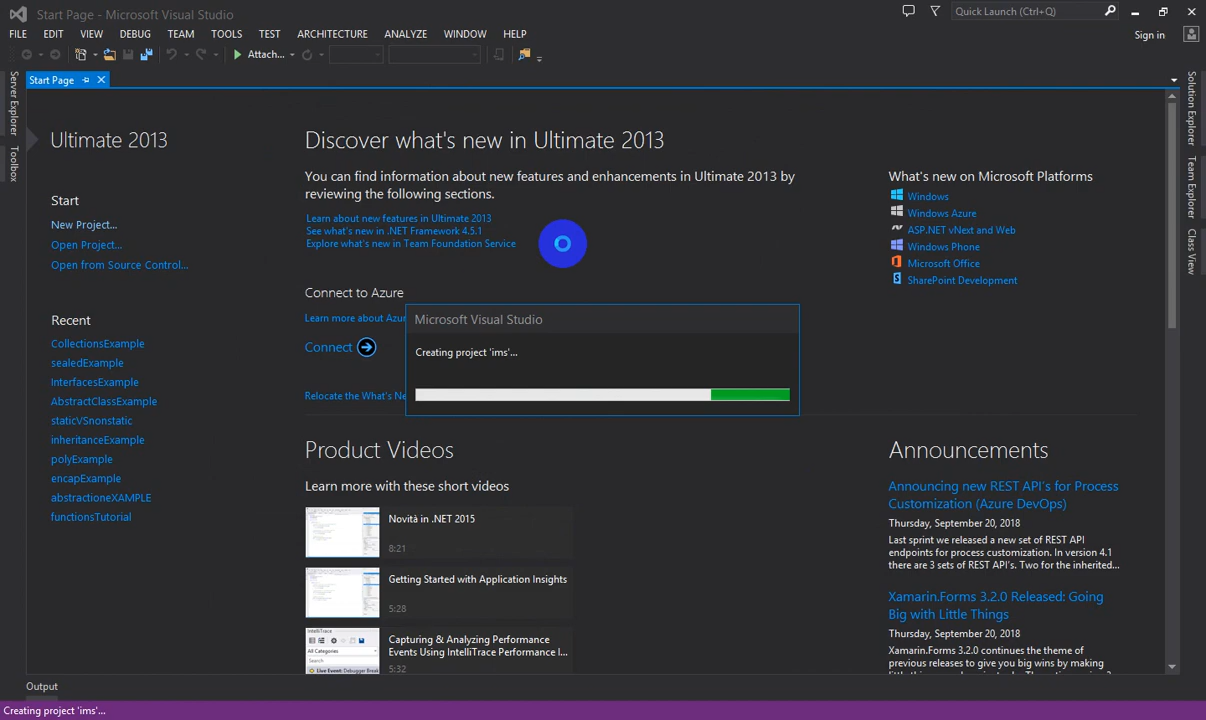 Start Page - Microsoft Visual Studio
Quick Launch (Ctrl+Q)
FILE EDIT VIEW DEBUG TEAM TOOLS TEST ARCHITECTURE ANALYZE WINDOW HELP
Sign in
Attach...
Start Page
Server Explorer
Toolbox
Solution Explorer
Team Explorer
Class View
Ultimate 2013
Start
New Project...
Open Project...
Open from Source Control...
Recent
CollectionsExample
sealedExample
InterfacesExample
AbstractClassExample
staticVSnonstatic
inheritanceExample
polyExample
encapExample
abstractioneXAMPLE
functionsTutorial
Discover what's new in Ultimate 2013
You can find information about new features and enhancements in Ultimate 2013 by
reviewing the following sections.
Learn about new features in Ultimate 2013
See what's new in .NET Framework 4.5.1
Explore what's new in Team Foundation Service
Connect to Azure
Learn more about Azur
Connect
Relocate the What's Ne
Microsoft Visual Studio
Creating project 'ims'...
Product Videos
Learn more with these short videos
Novità in .NET 2015
8:21
Getting Started with Application Insights
5:28
Capturing & Analyzing Performance
Events Using IntelliTrace Performance I...
5:32
What's new on Microsoft Platforms
Windows
Windows Azure
ASP.NET vNext and Web
Windows Phone
Microsoft Office
SharePoint Development
Announcements
Announcing new REST API's for Process
Customization (Azure DevOps)
Thursday, September 20, 2018
Last sprint we released a new set of REST API
endpoints for process customization. In version 4.1
there are 3 sets of REST API's. Two for the inherited...
Xamarin.Forms 3.2.0 Released: Going
Big with Little Things
Thursday, September 20, 2018
Xamarin.Forms 3.2.0 continues the theme of
previous releases to give you big wins by making
Output
Creating project 'ims'...